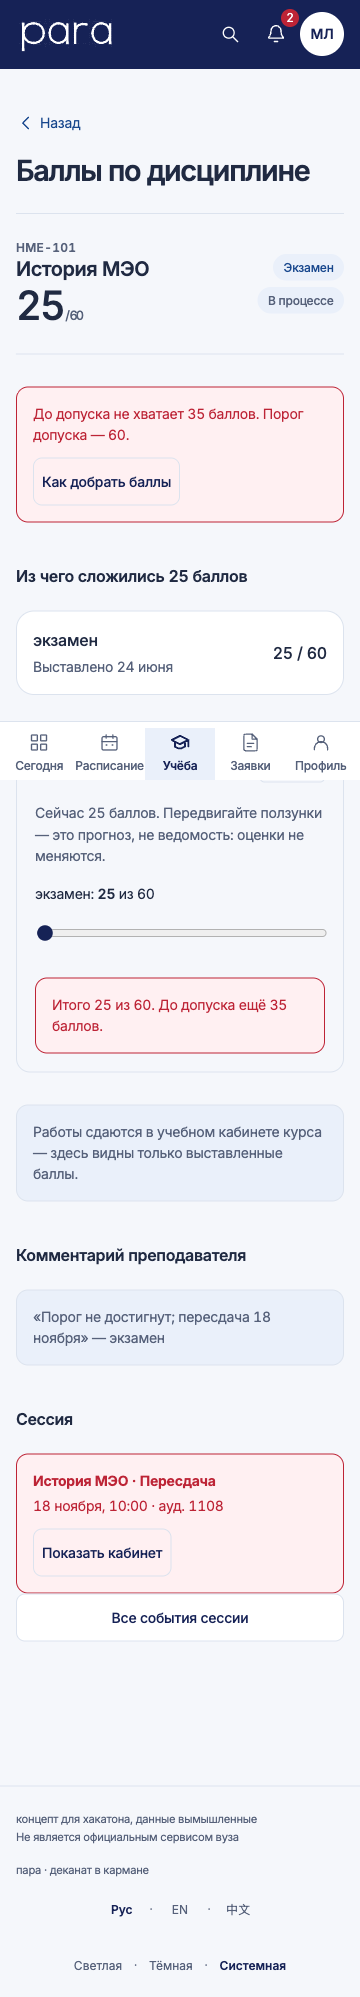 para
2
МЛ
Назад
Баллы по дисциплине
НМЕ-101
История МЭО
Экзамен
25/60
В процессе
До допуска не хватает 35 баллов. Порог
допуска — 60.
Как добрать баллы
Из чего сложились 25 баллов
экзамен
Выставлено 24 июня
25 / 60
Сегодня
Расписание
Учёба
Заявки
Профиль
Сейчас 25 баллов. Передвигайте ползунки
— это прогноз, не ведомость: оценки не
меняются.
экзамен: 25 из 60
Итого 25 из 60. До допуска ещё 35
баллов.
Работы сдаются в учебном кабинете курса
— здесь видны только выставленные
баллы.
Комментарий преподавателя
«Порог не достигнут; пересдача 18
ноября» — экзамен
Сессия
История МЭО · Пересдача
18 ноября, 10:00 · ауд. 1108
Показать кабинет
Все события сессии
концепт для хакатона, данные вымышленные
Не является официальным сервисом вуза
пара · деканат в кармане
Рус · EN · 中文
Светлая · Тёмная · Системная